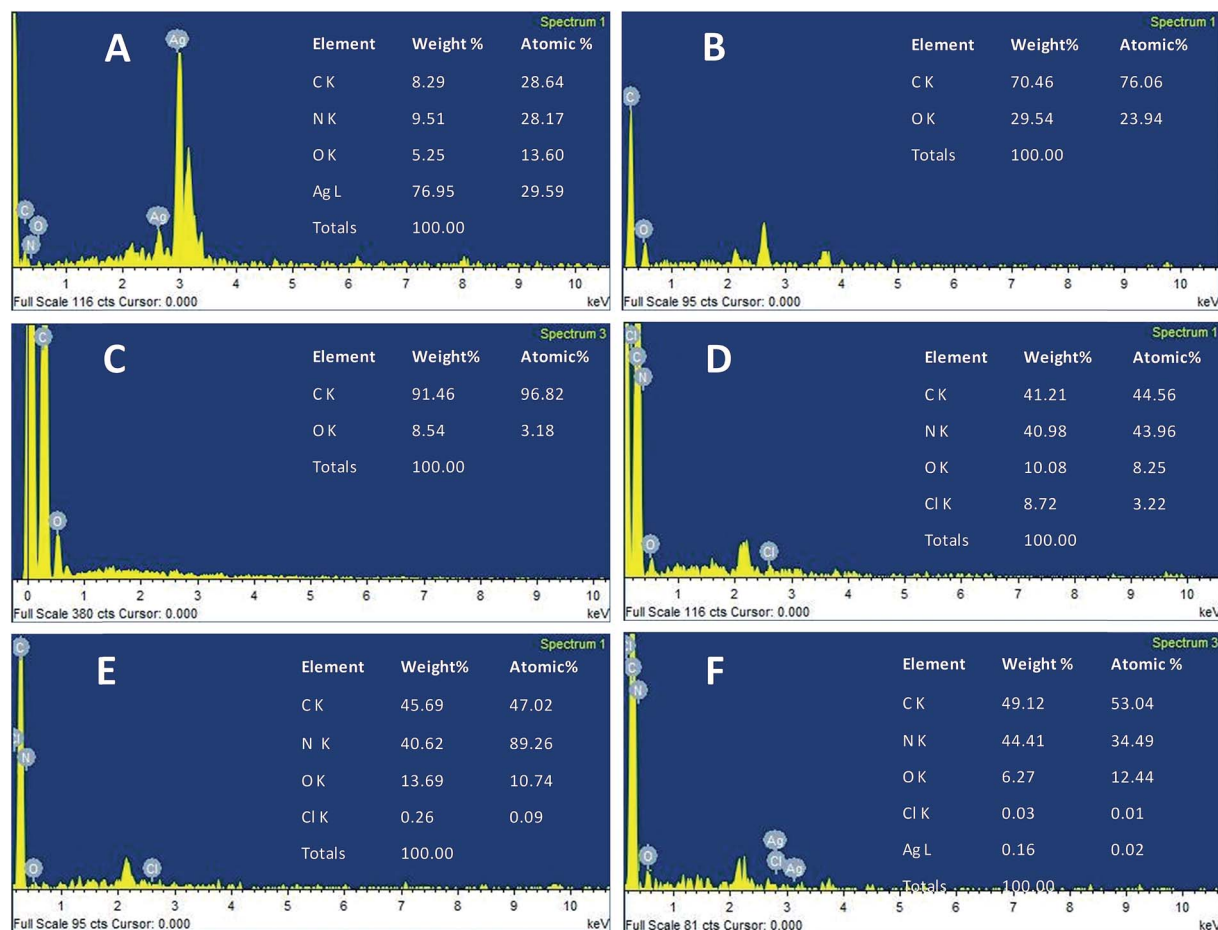 Spectrum 1
A
Element Weight % Atomic %
C K 8.29 28.64
N K 9.51 28.17
O K 5.25 13.60
Ag L 76.95 29.59
Totals 100.00
Ag
Ag
C
O
N
1 2 3 4 5 6 7 8 9 10
Full Scale 116 cts Cursor: 0.000 keV
Spectrum 1
B
Element Weight% Atomic%
C K 70.46 76.06
O K 29.54 23.94
Totals 100.00
C
O
1 2 3 4 5 6 7 8 9 10
Full Scale 95 cts Cursor: 0.000 keV
Spectrum 3
C
Element Weight% Atomic%
C K 91.46 96.82
O K 8.54 3.18
Totals 100.00
C
O
0 1 2 3 4 5 6 7 8 9 10
Full Scale 380 cts Cursor: 0.000 keV
Spectrum 1
D
Element Weight% Atomic%
C K 41.21 44.56
N K 40.98 43.96
O K 10.08 8.25
Cl K 8.72 3.22
Totals 100.00
Cl
C
N
O
Cl
1 2 3 4 5 6 7 8 9 10
Full Scale 116 cts Cursor: 0.000 keV
Spectrum 1
E
Element Weight% Atomic%
C K 45.69 47.02
N K 40.62 89.26
O K 13.69 10.74
Cl K 0.26 0.09
Totals 100.00
C
Cl
N
O
Cl
1 2 3 4 5 6 7 8 9 10
Full Scale 95 cts Cursor: 0.000 keV
Spectrum 3
F
Element Weight % Atomic %
C K 49.12 53.04
N K 44.41 34.49
O K 6.27 12.44
Cl K 0.03 0.01
Ag L 0.16 0.02
Totals 100.00
Cl
C
N
O
Ag
Cl
Ag
1 2 3 4 5 6 7 8 9 10
Full Scale 81 cts Cursor: 0.000 keV